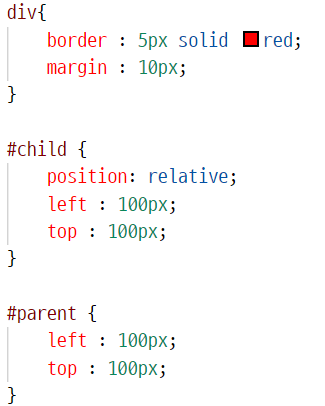 div{
border : 5px solid red;
margin : 10px;
}
#child {
position: relative;
left : 100px;
top : 100px;
}
#parent {
left : 100px;
top : 100px;
}